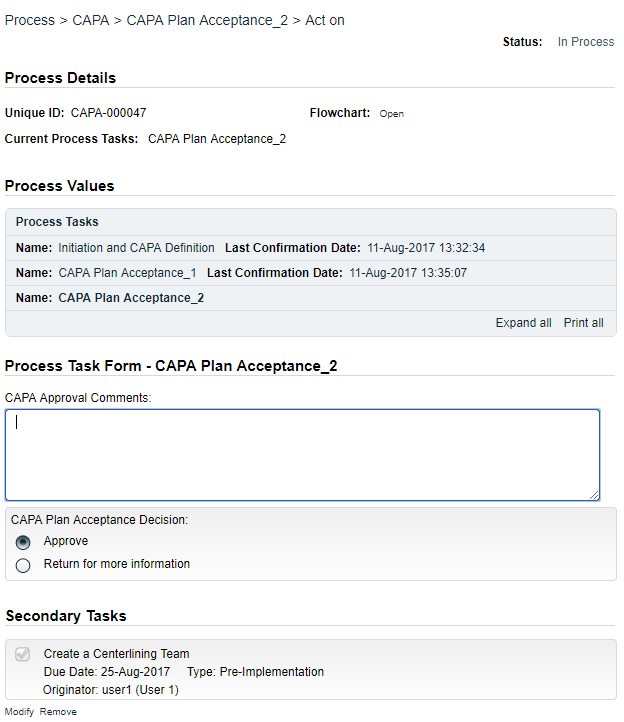 Process > CAPA > CAPA Plan Acceptance_2 > Act on
Status: In Process
Process Details
Unique ID: CAPA-000047 Flowchart: Open
Current Process Tasks: CAPA Plan Acceptance_2
Process Values
Process Tasks
Name: Initiation and CAPA Definition Last Confirmation Date: 11-Aug-2017 13:32:34
Name: CAPA Plan Acceptance_1 Last Confirmation Date: 11-Aug-2017 13:35:07
Name: CAPA Plan Acceptance_2
Expand all Print all
Process Task Form - CAPA Plan Acceptance_2
CAPA Approval Comments:
CAPA Plan Acceptance Decision:
Approve
Return for more information
Secondary Tasks
Create a Centerlining Team
Due Date: 25-Aug-2017 Type: Pre-Implementation
Originator: user1 (User 1)
Modify Remove